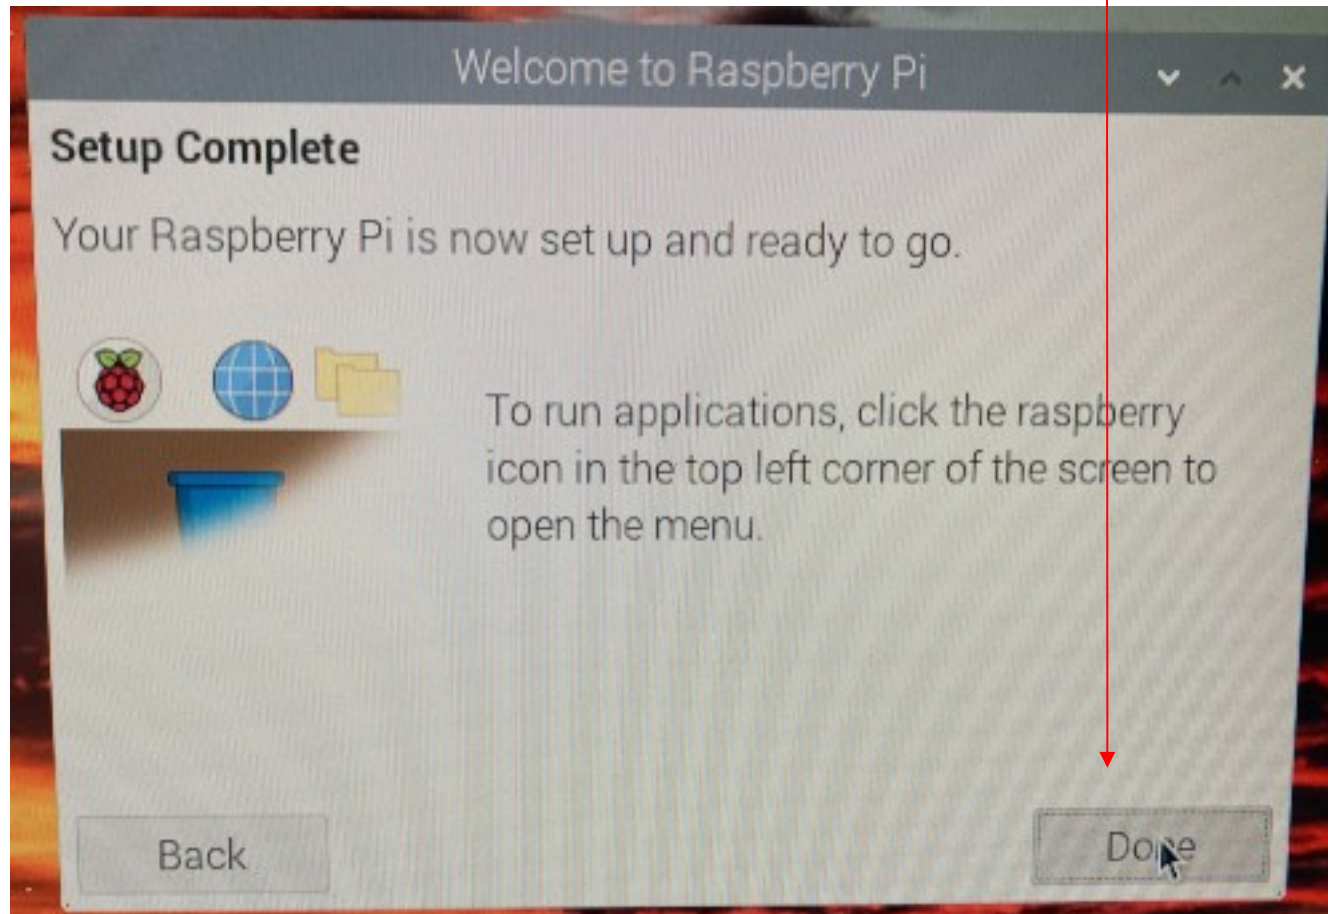 Welcome to Raspberry Pi
Setup Complete
Your Raspberry Pi is now set up and ready to go.
To run applications, click the raspberry
icon in the top left corner of the screen to
open the menu.
Back
Done